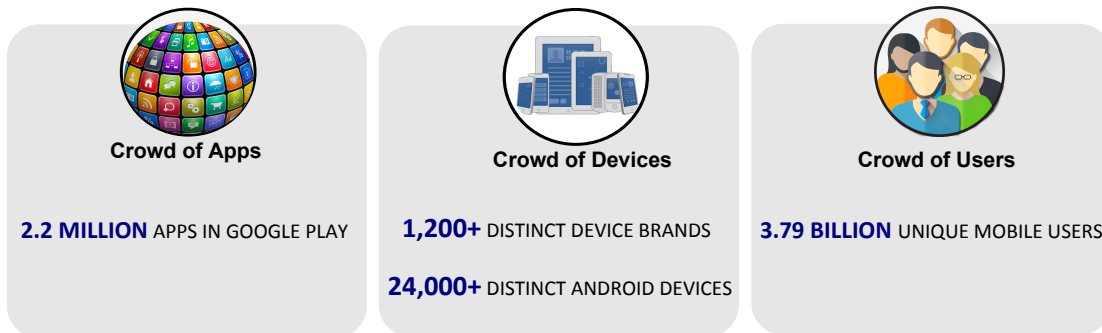 Crowd of Apps
2.2 MILLION APPS IN GOOGLE PLAY
Crowd of Devices
1,200+ DISTINCT DEVICE BRANDS
24,000+ DISTINCT ANDROID DEVICES
Crowd of Users
3.79 BILLION UNIQUE MOBILE USERS